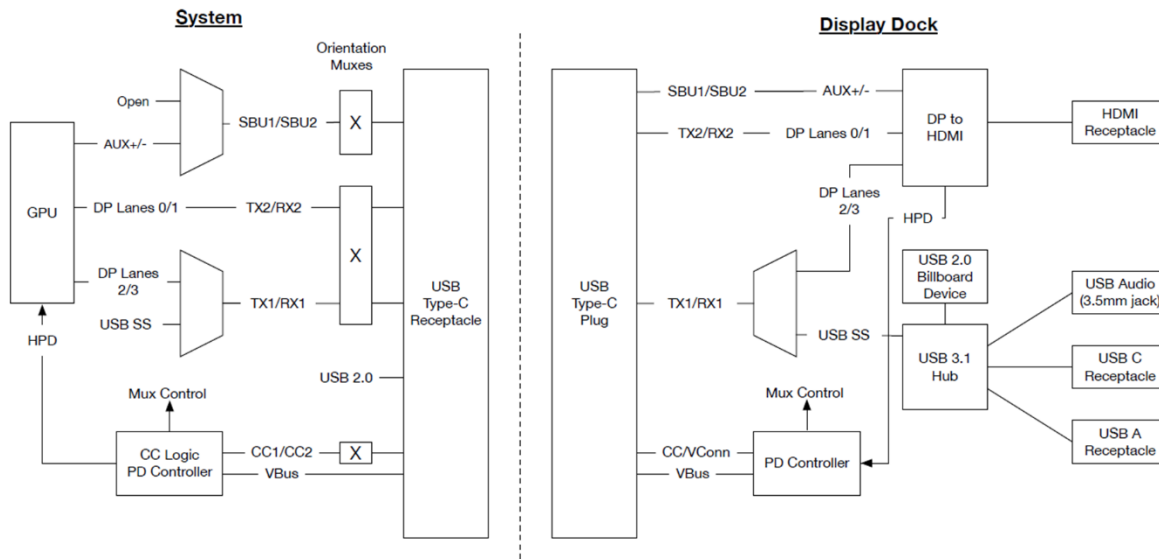 System
Display Dock
Orientation
Muxes
Open
AUX+/-
SBU1/SBU2
X
GPU
DP Lanes 0/1
TX2/RX2
X
DP Lanes
2/3
USB SS
TX1/RX1
HPD
USB
Type-C
Receptacle
USB 2.0
Mux Control
CC Logic
PD Controller
CC1/CC2
X
VBus
USB
Type-C
Plug
SBU1/SBU2
AUX+/-
TX2/RX2
DP Lanes 0/1
DP to
HDMI
HDMI
Receptacle
DP Lanes
2/3
HPD
TX1/RX1
USB SS
USB 2.0
Billboard
Device
USB 3.1
Hub
USB Audio
(3.5mm jack)
USB C
Receptacle
USB A
Receptacle
Mux Control
CC/VConn
VBus
PD Controller